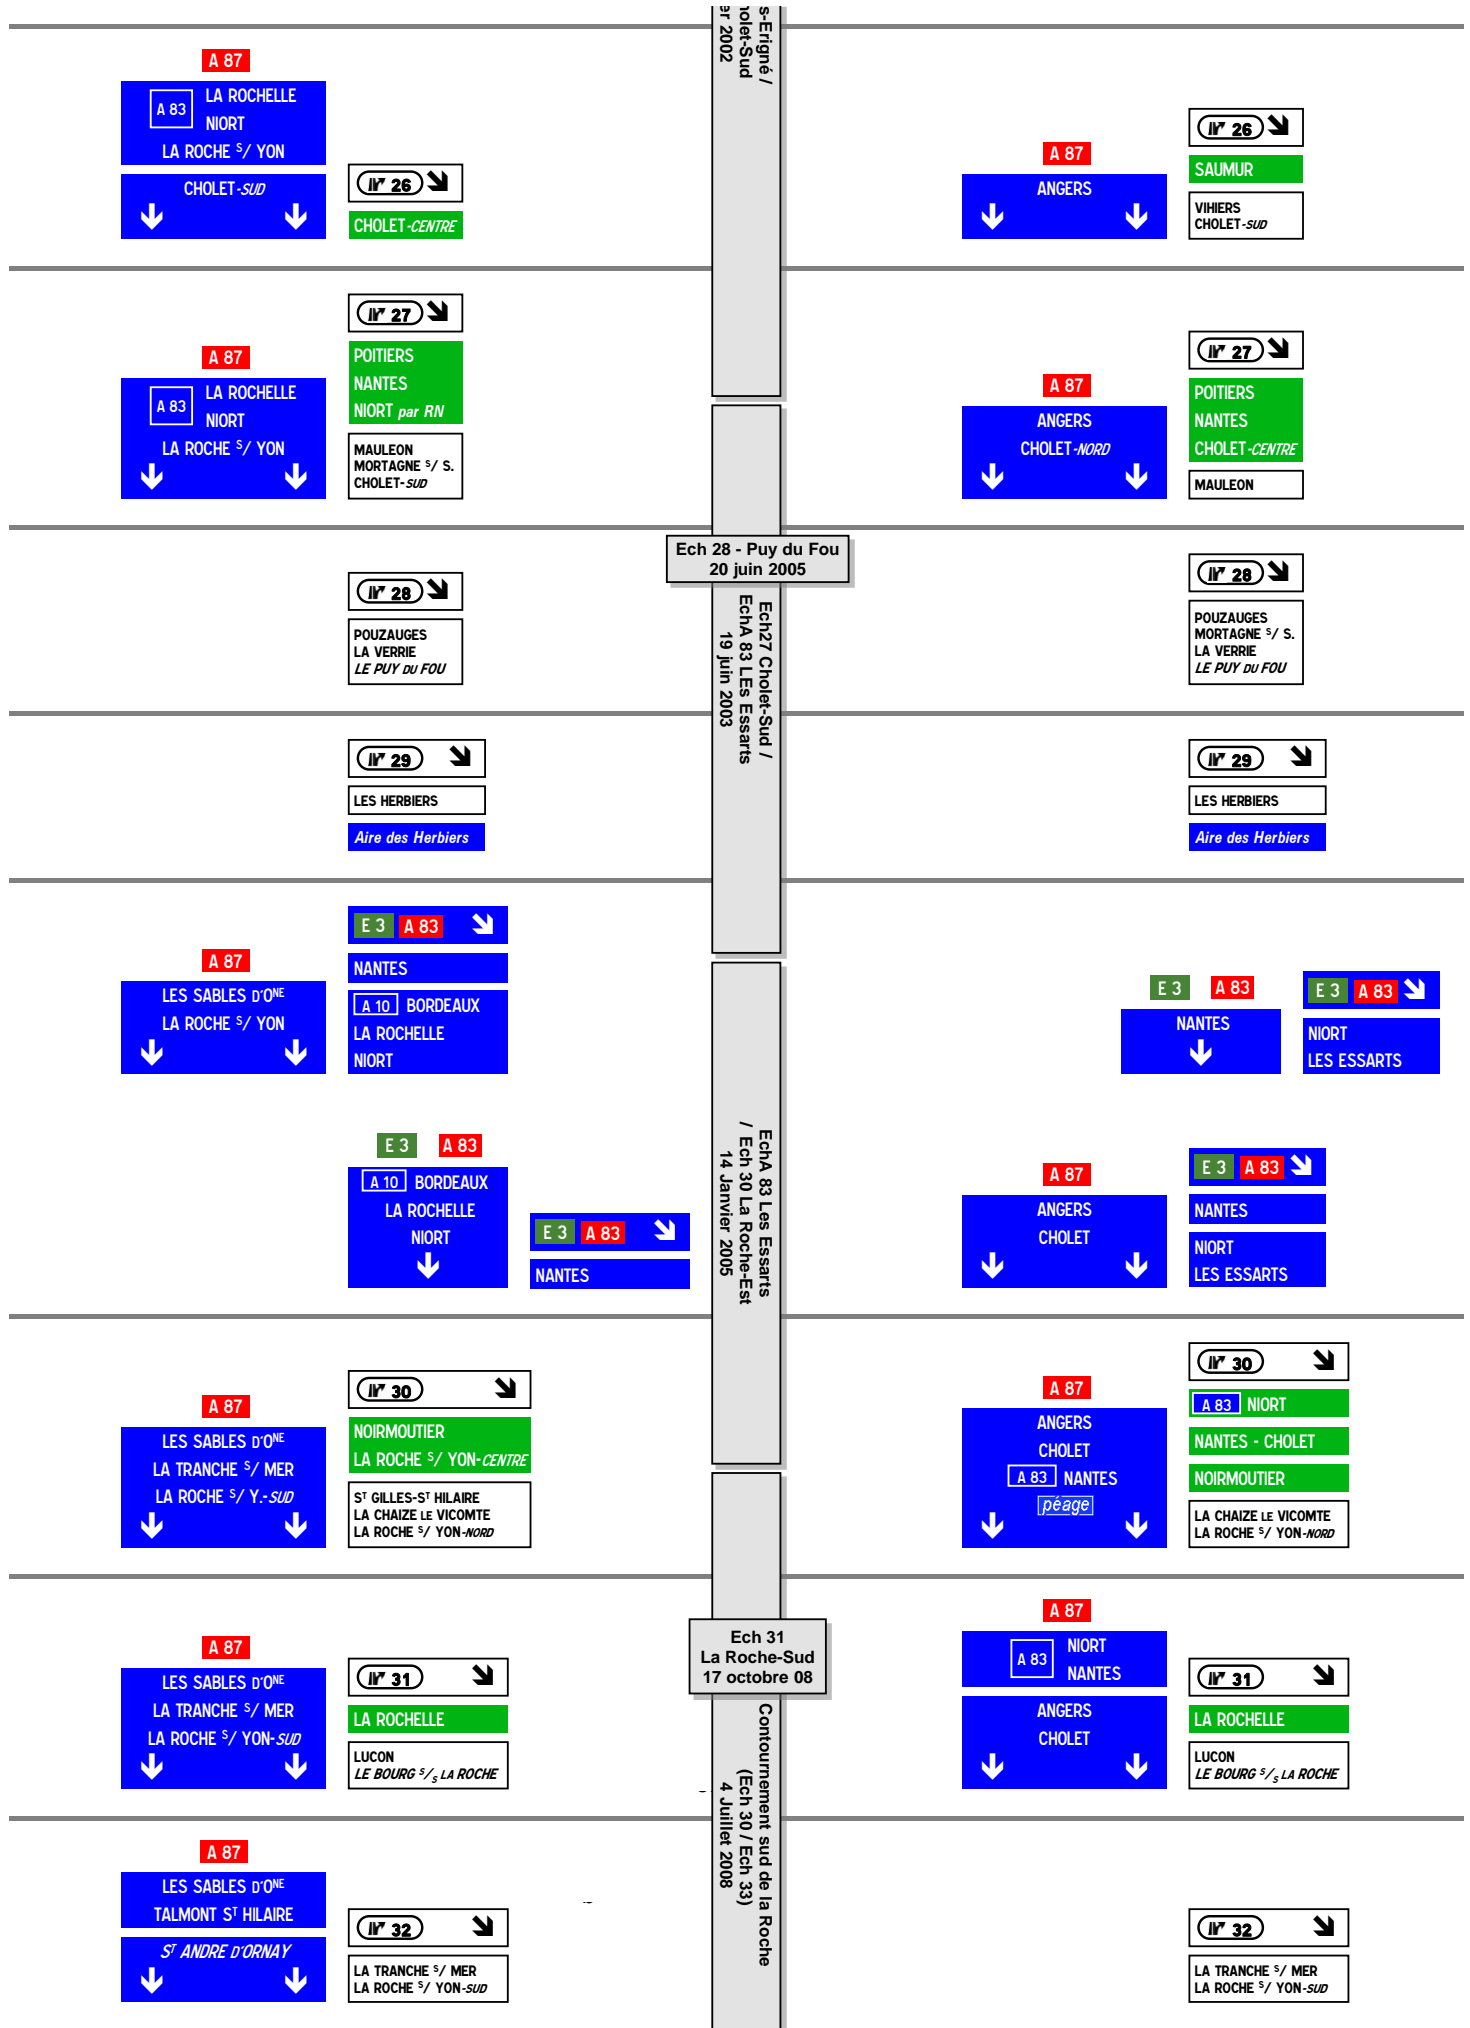 s-Erigné /
nolet-Sud
er 2002
A 87
A 83 LA ROCHELLE
NIORT
LA ROCHE S/ YON
CHOLET-SUD
26
CHOLET-CENTRE
A 87
ANGERS
26
SAUMUR
VIHIERS
CHOLET-SUD
A 87
A 83 LA ROCHELLE
NIORT
LA ROCHE S/ YON
27
POITIERS
NANTES
NIORT par RN
MAULEON
MORTAGNE S/ S.
CHOLET-SUD
A 87
ANGERS
CHOLET-NORD
27
POITIERS
NANTES
CHOLET-CENTRE
MAULEON
Ech 28 - Puy du Fou
20 juin 2005
Ech27 Cholet-Sud /
EchA 83 LEs Essarts
19 juin 2003
28
POUZAUGES
LA VERRIE
LE PUY DU FOU
28
POUZAUGES
MORTAGNE S/ S.
LA VERRIE
LE PUY DU FOU
29
LES HERBIERS
Aire des Herbiers
29
LES HERBIERS
Aire des Herbiers
A 87
LES SABLES D'ONE
LA ROCHE S/ YON
E 3 A 83
NANTES
A 10 BORDEAUX
LA ROCHELLE
NIORT
E 3 A 83
NANTES
E 3 A 83
NIORT
LES ESSARTS
EchA 83 Les Essarts
/ Ech 30 La Roche-Est
14 Janvier 2005
E 3 A 83
A 10 BORDEAUX
LA ROCHELLE
NIORT
E 3 A 83
NANTES
A 87
ANGERS
CHOLET
E 3 A 83
NANTES
NIORT
LES ESSARTS
A 87
LES SABLES D'ONE
LA TRANCHE S/ MER
LA ROCHE S/ Y.-SUD
30
NOIRMOUTIER
LA ROCHE S/ YON-CENTRE
ST GILLES-ST HILAIRE
LA CHAIZE LE VICOMTE
LA ROCHE S/ YON-NORD
A 87
ANGERS
CHOLET
A 83 NANTES
péage
30
A 83 NIORT
NANTES - CHOLET
NOIRMOUTIER
LA CHAIZE LE VICOMTE
LA ROCHE S/ YON-NORD
Ech 31
La Roche-Sud
17 octobre 08
Contournement sud de la Roche
(Ech 30 / Ech 33)
4 Juillet 2008
A 87
LES SABLES D'ONE
LA TRANCHE S/ MER
LA ROCHE S/ YON-SUD
31
LA ROCHELLE
LUCON
LE BOURG S/S LA ROCHE
A 87
A 83 NIORT
NANTES
ANGERS
CHOLET
31
LA ROCHELLE
LUCON
LE BOURG S/S LA ROCHE
A 87
LES SABLES D'ONE
TALMONT ST HILAIRE
ST ANDRE D'ORNAY
32
LA TRANCHE S/ MER
LA ROCHE S/ YON-SUD
32
LA TRANCHE S/ MER
LA ROCHE S/ YON-SUD